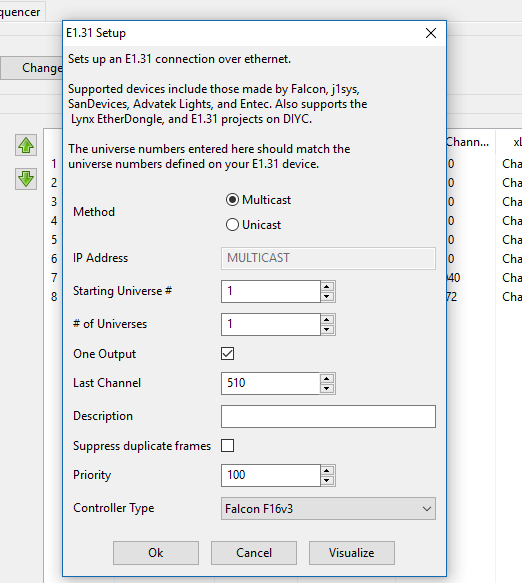 quencer
E1.31 Setup
Change
Sets up an E1.31 connection over ethernet.
Supported devices include those made by Falcon, j1sys,
SanDevices, Advatek Lights, and Entec. Also supports the
Lynx EtherDongle, and E1.31 projects on DIYC.
The universe numbers entered here should match the
universe numbers defined on your E1.31 device.
Chann... xL
1 0 Cha
2 0 Cha
3 0 Cha
4 0 Cha
5 0 Cha
6 0 Cha
7 040 Cha
8 72 Cha
Method
Multicast
Unicast
IP Address MULTICAST
Starting Universe # 1
# of Universes 1
One Output
Last Channel 510
Description
Suppress duplicate frames
Priority 100
Controller Type Falcon F16v3
Ok Cancel Visualize